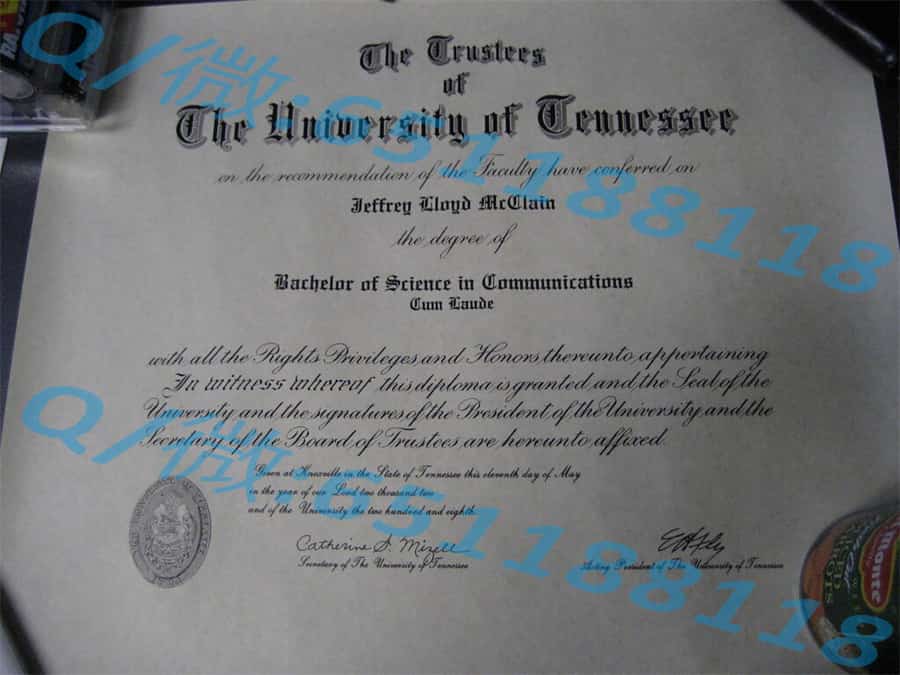 The Trustees
of
The University of Tennessee
on the recommendation of the Faculty have conferred on
Jeffrey Lloyd McClain
the degree of
Bachelor of Science in Communications
Cum Laude
with all the Rights Privileges and Honors thereunto appertaining
In witness whereof this diploma is granted and the Seal of the
University and the signatures of the President of the University and the
Secretary of the Board of Trustees are hereunto affixed
Given at Knoxville in the State of Tennessee this eleventh day of May
in the year of our Lord two thousand two
and of the University the two hundred and eighth
Catherine S. Mizell
Secretary of The University of Tennessee
Acting President of The University of Tennessee
Q/微:651188118
Q/微:651188118